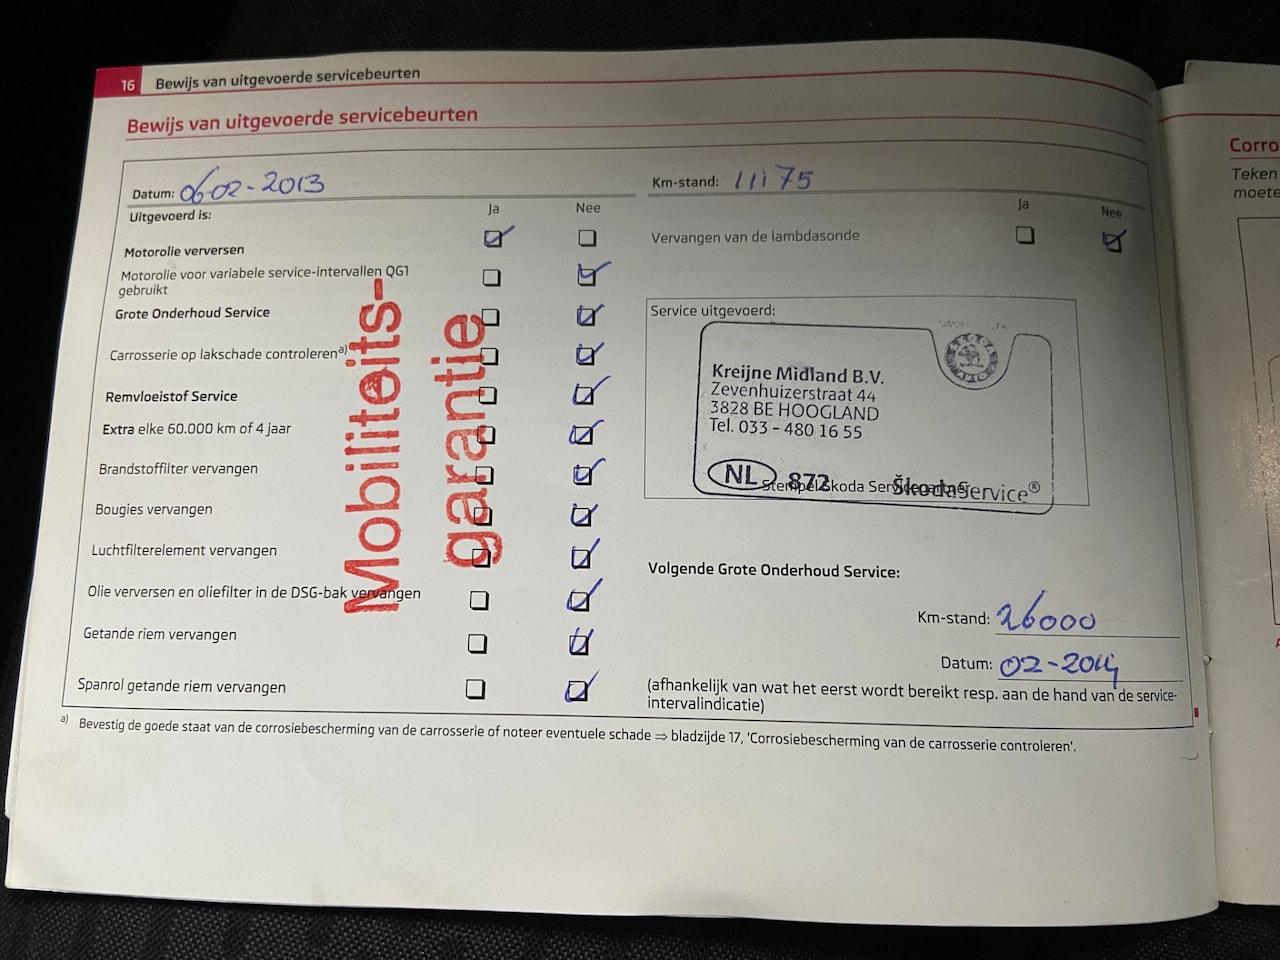 16 Bewijs van uitgevoerde servicebeurten
Bewijs van uitgevoerde servicebeurten
Datum: 06-02-2013
Km-stand: 11175
Uitgevoerd is:
Ja Nee
Ja Nee
Motorolie verversen
Vervangen van de lambdasonde
Motorolie voor variabele service-intervallen QG1
gebruikt
Grote Onderhoud Service
Carrosserie op lakschade controleren a)
Remvloeistof Service
Extra elke 60.000 km of 4 jaar
Brandstoffilter vervangen
Bougies vervangen
Luchtfilterelement vervangen
Olie verversen en oliefilter in de DSG-bak vervangen
Getande riem vervangen
Spanrol getande riem vervangen
Mobiliteits-
garantie
Service uitgevoerd:
Kreijne Midland B.V.
Zevenhuizerstraat 44
3828 BE HOOGLAND
Tel. 033 - 480 16 55
NL 872 ŠkodaService®
Stempel Škoda Servicepartner
Volgende Grote Onderhoud Service:
Km-stand: 26000
Datum: 02-2014
(afhankelijk van wat het eerst wordt bereikt resp. aan de hand van de service-
intervalindicatie)
a) Bevestig de goede staat van de corrosiebescherming van de carrosserie of noteer eventuele schade ⇒ bladzijde 17, 'Corrosiebescherming van de carrosserie controleren'.
Corro
Teken
moete